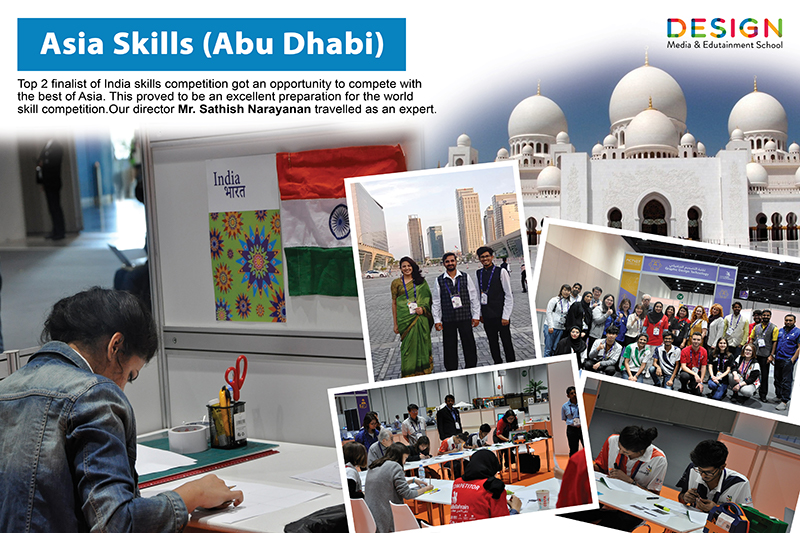 Asia Skills (Abu Dhabi)
DESIGN
Media & Edutainment School
Top 2 finalist of India skills competition got an opportunity to compete with
the best of Asia. This proved to be an excellent preparation for the world
skill competition.Our director Mr. Sathish Narayanan travelled as an expert.
India
भारत